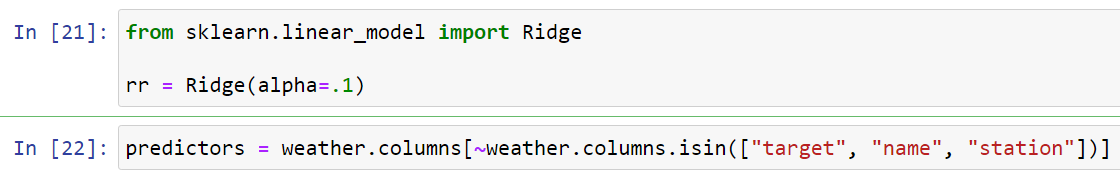 In [21]: from sklearn.linear_model import Ridge
rr = Ridge(alpha=.1)
In [22]: predictors = weather.columns[~weather.columns.isin(["target", "name", "station"])]